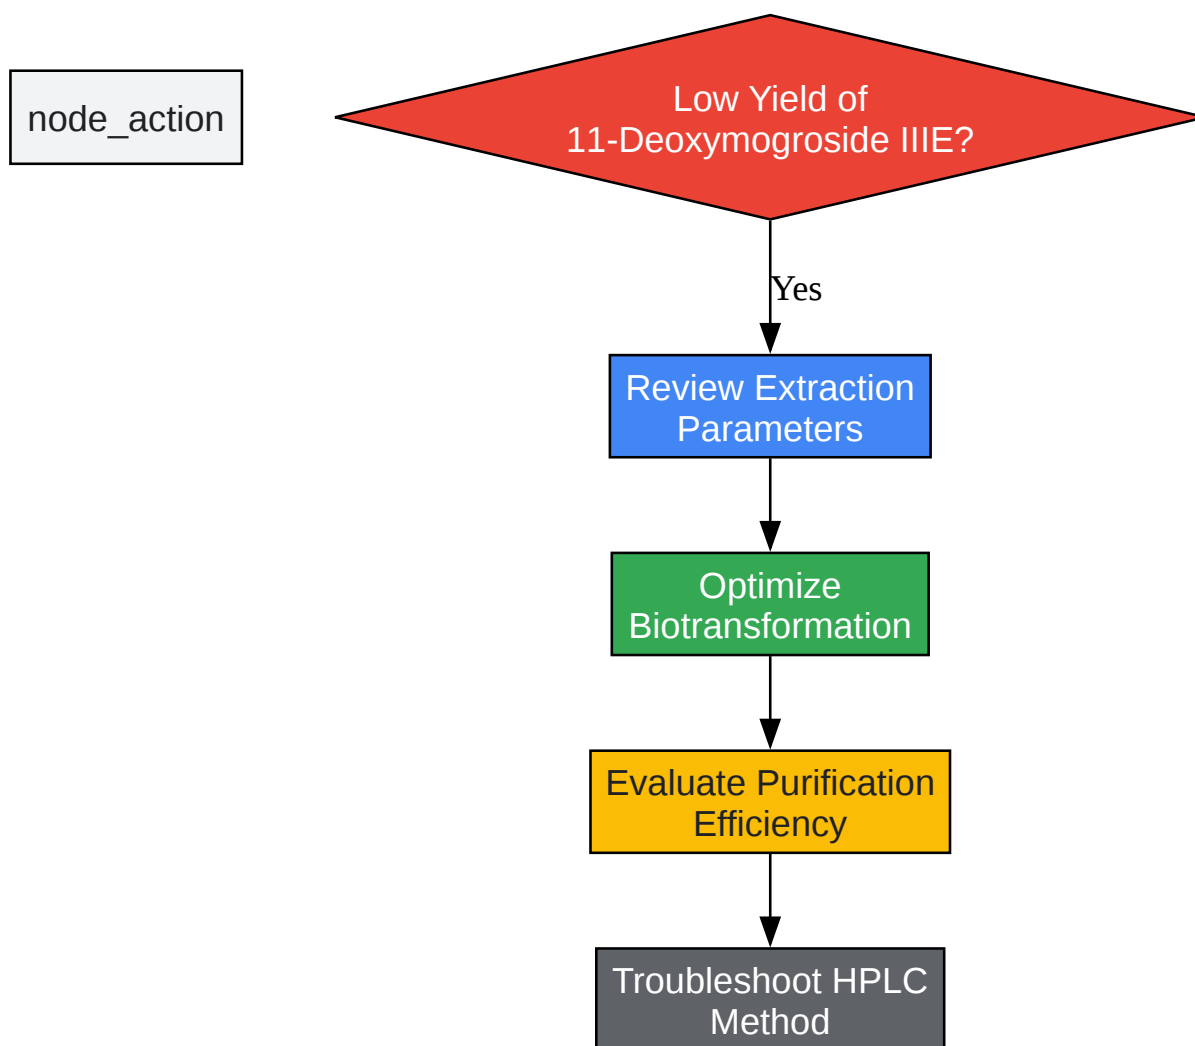 node_action
Low Yield of
11-Deoxymogroside IIIE?
Yes
Review Extraction
Parameters
Optimize
Biotransformation
Evaluate Purification
Efficiency
Troubleshoot HPLC
Method